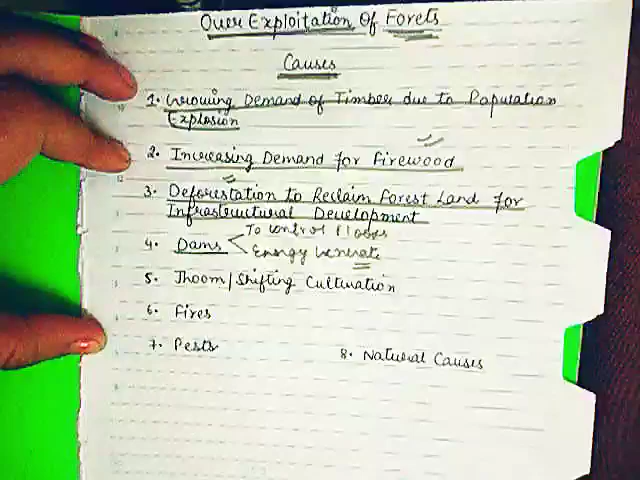 Over Exploitation Of Forets
Causes
1. Growing Demand of Timber due to Population
Explosion
2. Increasing Demand for Firewood
3. Deforestation to Reclaim Forest Land for
Infrastructural Development
To control Floods
4. Dams
Energy Generate
5. Jhoom/Shifting Cultivation
6. Fires
7. Pests
8. Natural Causes